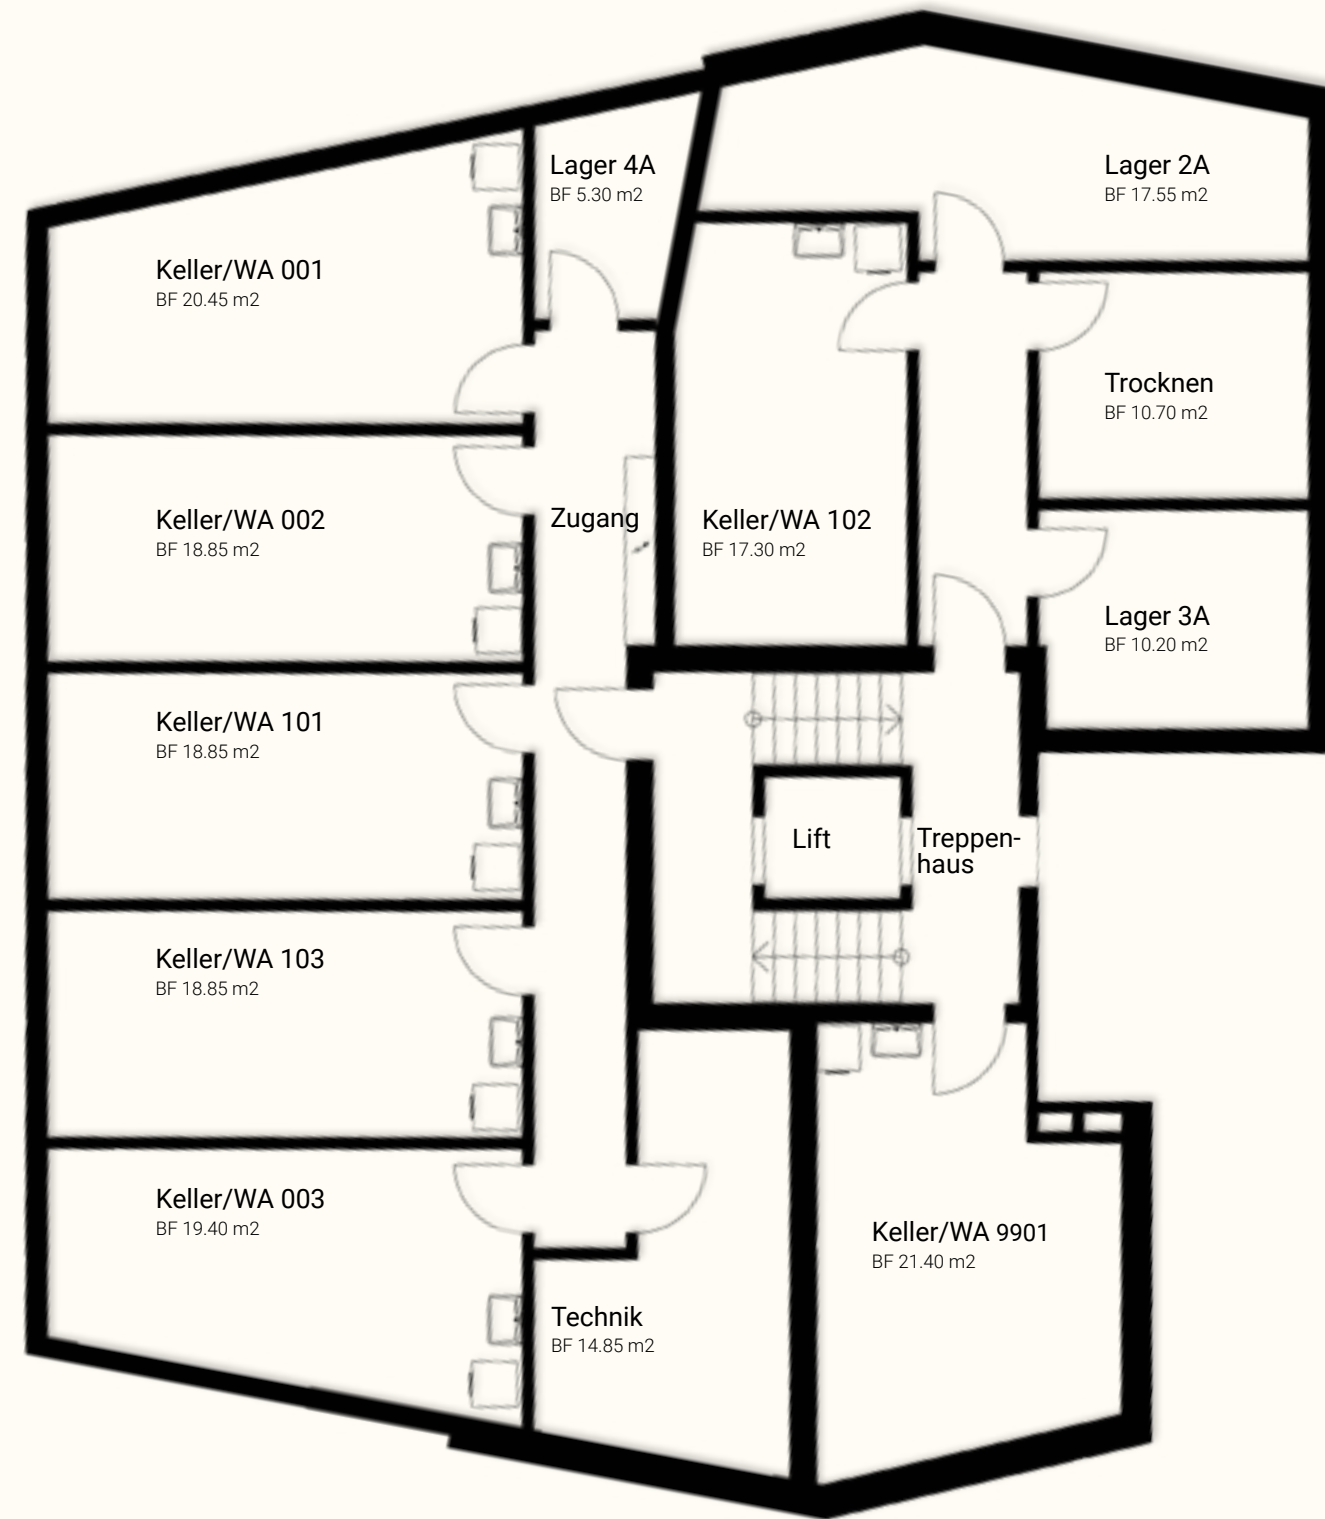 Lager 4A
BF 5.30 m2
Lager 2A
BF 17.55 m2
Keller/WA 001
BF 20.45 m2
Trocknen
BF 10.70 m2
Keller/WA 002
BF 18.85 m2
Zugang
Keller/WA 102
BF 17.30 m2
Lager 3A
BF 10.20 m2
Keller/WA 101
BF 18.85 m2
Lift
Treppen-
haus
Keller/WA 103
BF 18.85 m2
Keller/WA 003
BF 19.40 m2
Keller/WA 9901
BF 21.40 m2
Technik
BF 14.85 m2